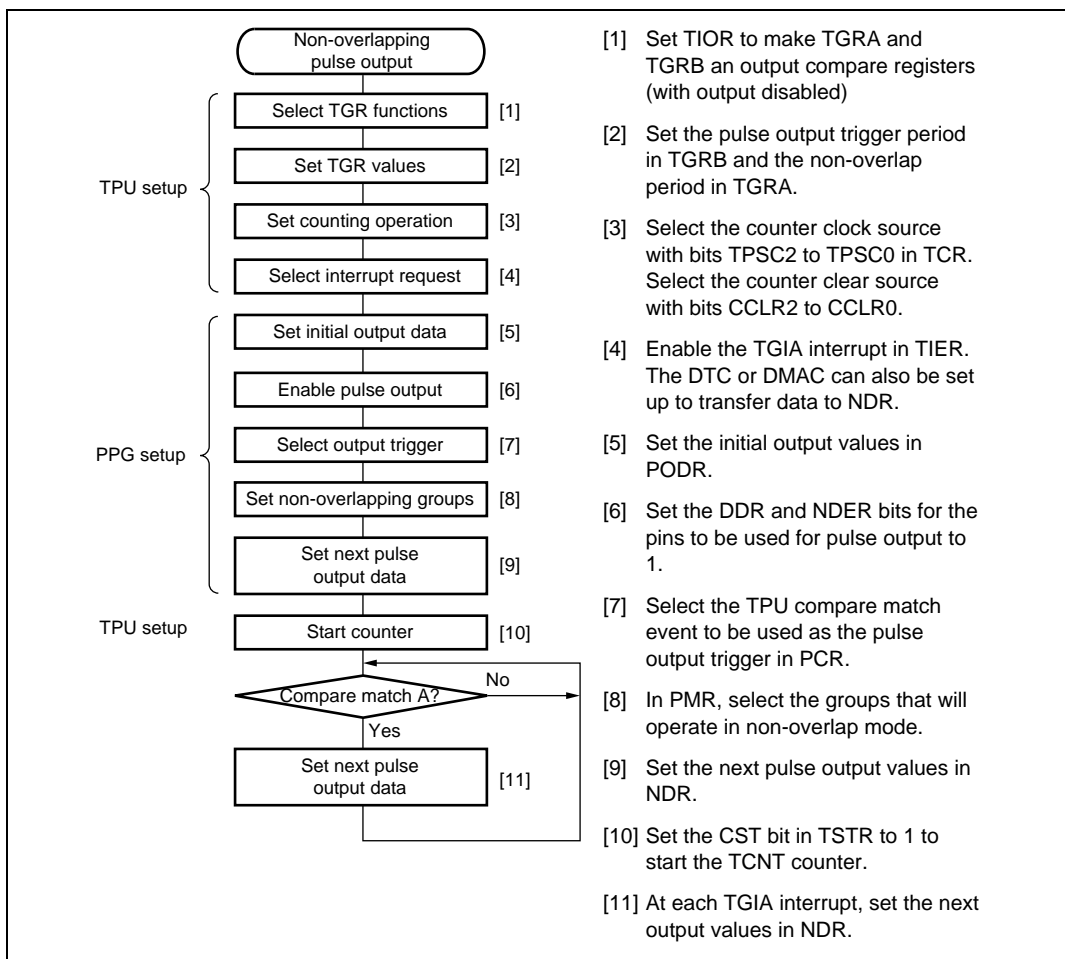 Non-overlapping
pulse output
TPU setup
Select TGR functions [1]
Set TGR values [2]
Set counting operation [3]
Select interrupt request [4]
PPG setup
Set initial output data [5]
Enable pulse output [6]
Select output trigger [7]
Set non-overlapping groups [8]
Set next pulse
output data [9]
TPU setup
Start counter [10]
Compare match A?
No
Yes
Set next pulse
output data [11]
[1] Set TIOR to make TGRA and
TGRB an output compare registers
(with output disabled)
[2] Set the pulse output trigger period
in TGRB and the non-overlap
period in TGRA.
[3] Select the counter clock source
with bits TPSC2 to TPSC0 in TCR.
Select the counter clear source
with bits CCLR2 to CCLR0.
[4] Enable the TGIA interrupt in TIER.
The DTC or DMAC can also be set
up to transfer data to NDR.
[5] Set the initial output values in
PODR.
[6] Set the DDR and NDER bits for the
pins to be used for pulse output to
1.
[7] Select the TPU compare match
event to be used as the pulse
output trigger in PCR.
[8] In PMR, select the groups that will
operate in non-overlap mode.
[9] Set the next pulse output values in
NDR.
[10] Set the CST bit in TSTR to 1 to
start the TCNT counter.
[11] At each TGIA interrupt, set the next
output values in NDR.